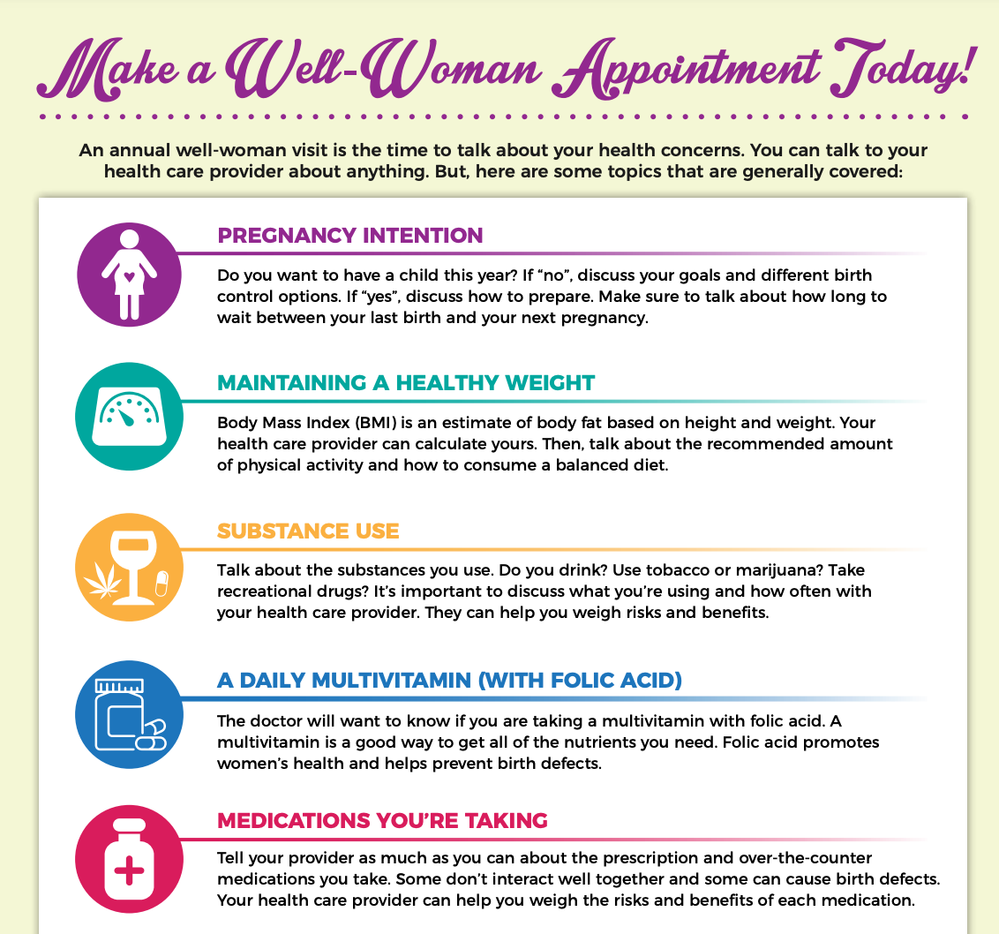 Make a Well-Woman Appointment Today!
An annual well-woman visit is the time to talk about your health concerns. You can talk to your
health care provider about anything. But, here are some topics that are generally covered:
PREGNANCY INTENTION
Do you want to have a child this year? If “no”, discuss your goals and different birth
control options. If “yes”, discuss how to prepare. Make sure to talk about how long to
wait between your last birth and your next pregnancy.
MAINTAINING A HEALTHY WEIGHT
Body Mass Index (BMI) is an estimate of body fat based on height and weight. Your
health care provider can calculate yours. Then, talk about the recommended amount
of physical activity and how to consume a balanced diet.
SUBSTANCE USE
Talk about the substances you use. Do you drink? Use tobacco or marijuana? Take
recreational drugs? It’s important to discuss what you’re using and how often with
your health care provider. They can help you weigh risks and benefits.
A DAILY MULTIVITAMIN (WITH FOLIC ACID)
The doctor will want to know if you are taking a multivitamin with folic acid. A
multivitamin is a good way to get all of the nutrients you need. Folic acid promotes
women’s health and helps prevent birth defects.
MEDICATIONS YOU’RE TAKING
Tell your provider as much as you can about the prescription and over-the-counter
medications you take. Some don’t interact well together and some can cause birth defects.
Your health care provider can help you weigh the risks and benefits of each medication.